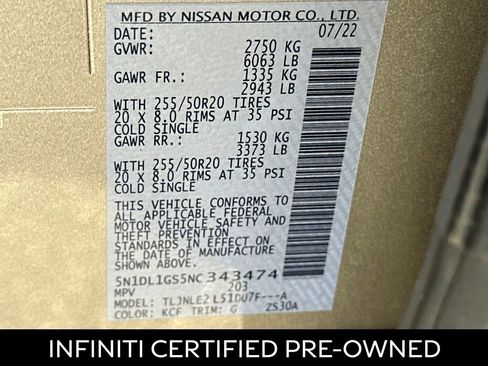 MFD BY NISSAN MOTOR CO., LTD.
DATE: 07/22
GVWR: 2750 KG
6063 LB
GAWR FR.: 1335 KG
2943 LB
WITH 255/50R20 TIRES
20 X 8.0 RIMS AT 35 PSI
COLD SINGLE
GAWR RR.: 1530 KG
3373 LB
WITH 255/50R20 TIRES
20 X 8.0 RIMS AT 35 PSI
COLD SINGLE
THIS VEHICLE CONFORMS TO
ALL APPLICABLE FEDERAL
MOTOR VEHICLE SAFETY AND
THEFT PREVENTION
STANDARDS IN EFFECT ON
THE DATE OF MANUFACTURE
5N1DL1GS5NC343474
MPV 203
MODEL: TLJNLE2 LS1DU7F---A
COLOR: KCF TRIM: G ZS30A
INFINITI CERTIFIED PRE-OWNED